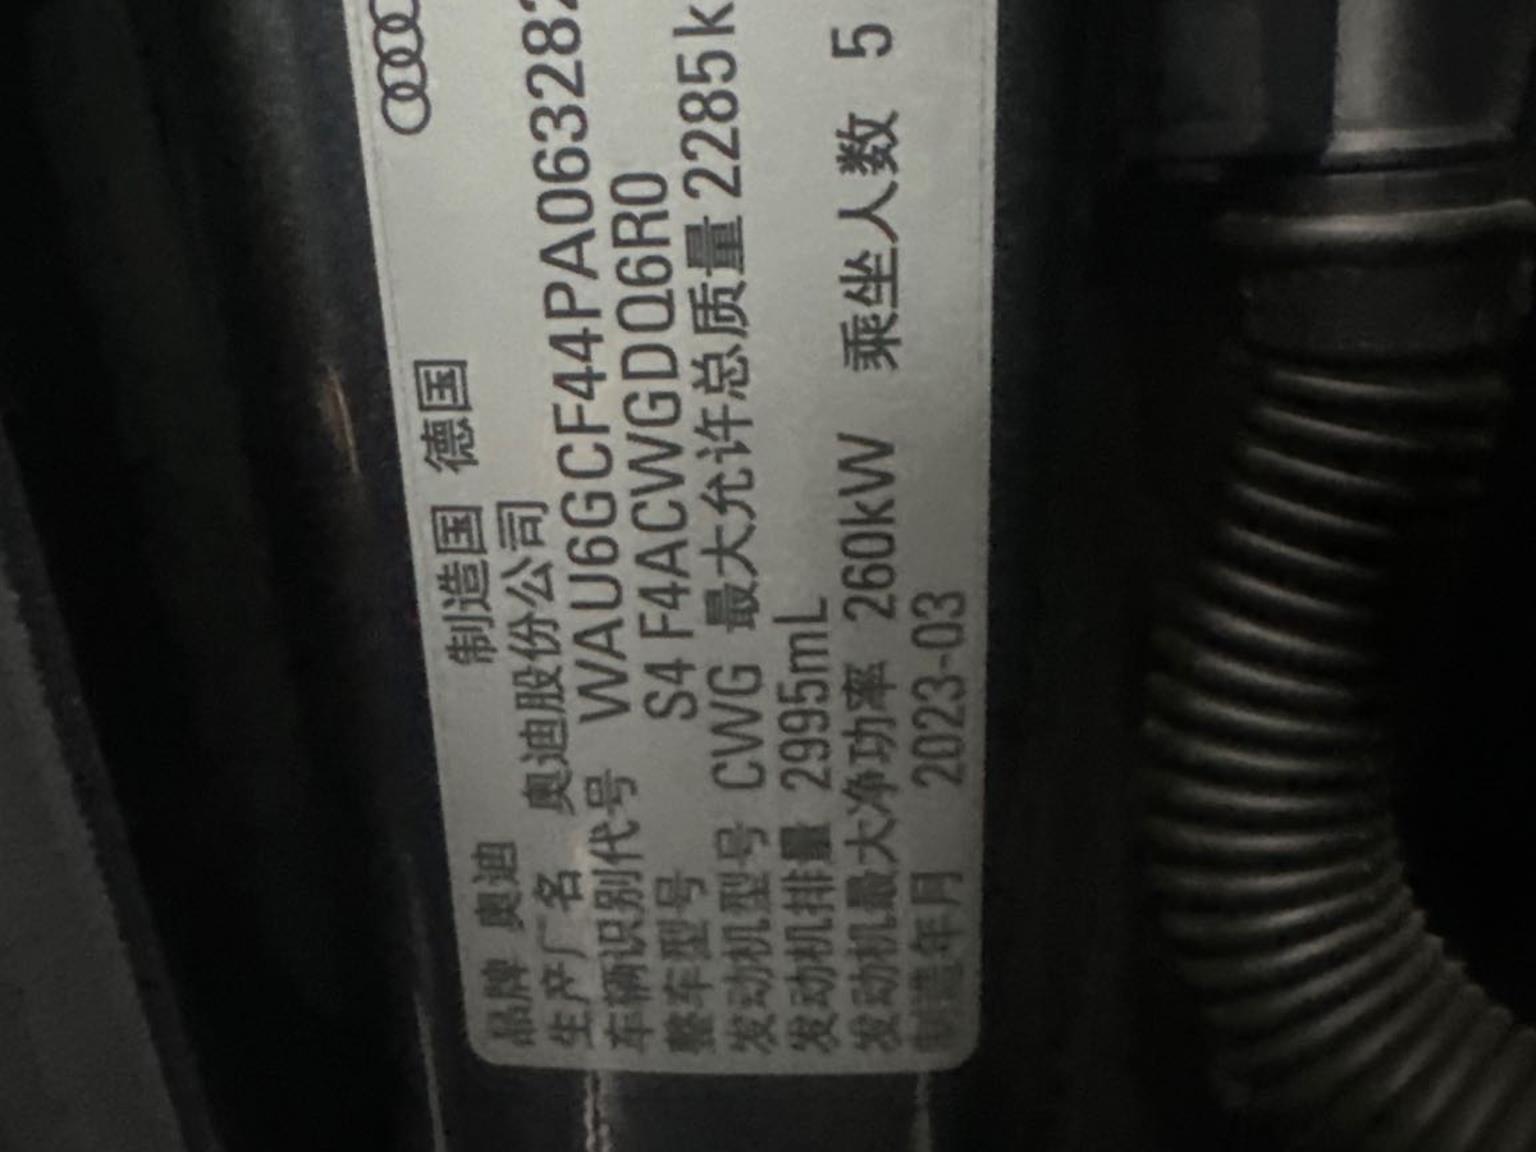 品牌 奥迪 制造国 德国
生产厂名 奥迪股份公司
车辆识别代号 WAU6GCF44PA06328
整车型号 S4 F4ACWGDQ6R0
发动机型号 CWG 最大允许总质量 2285k
发动机排量 2995mL
发动机最大净功率 260kW 乘坐人数 5
制造年月 2023-03